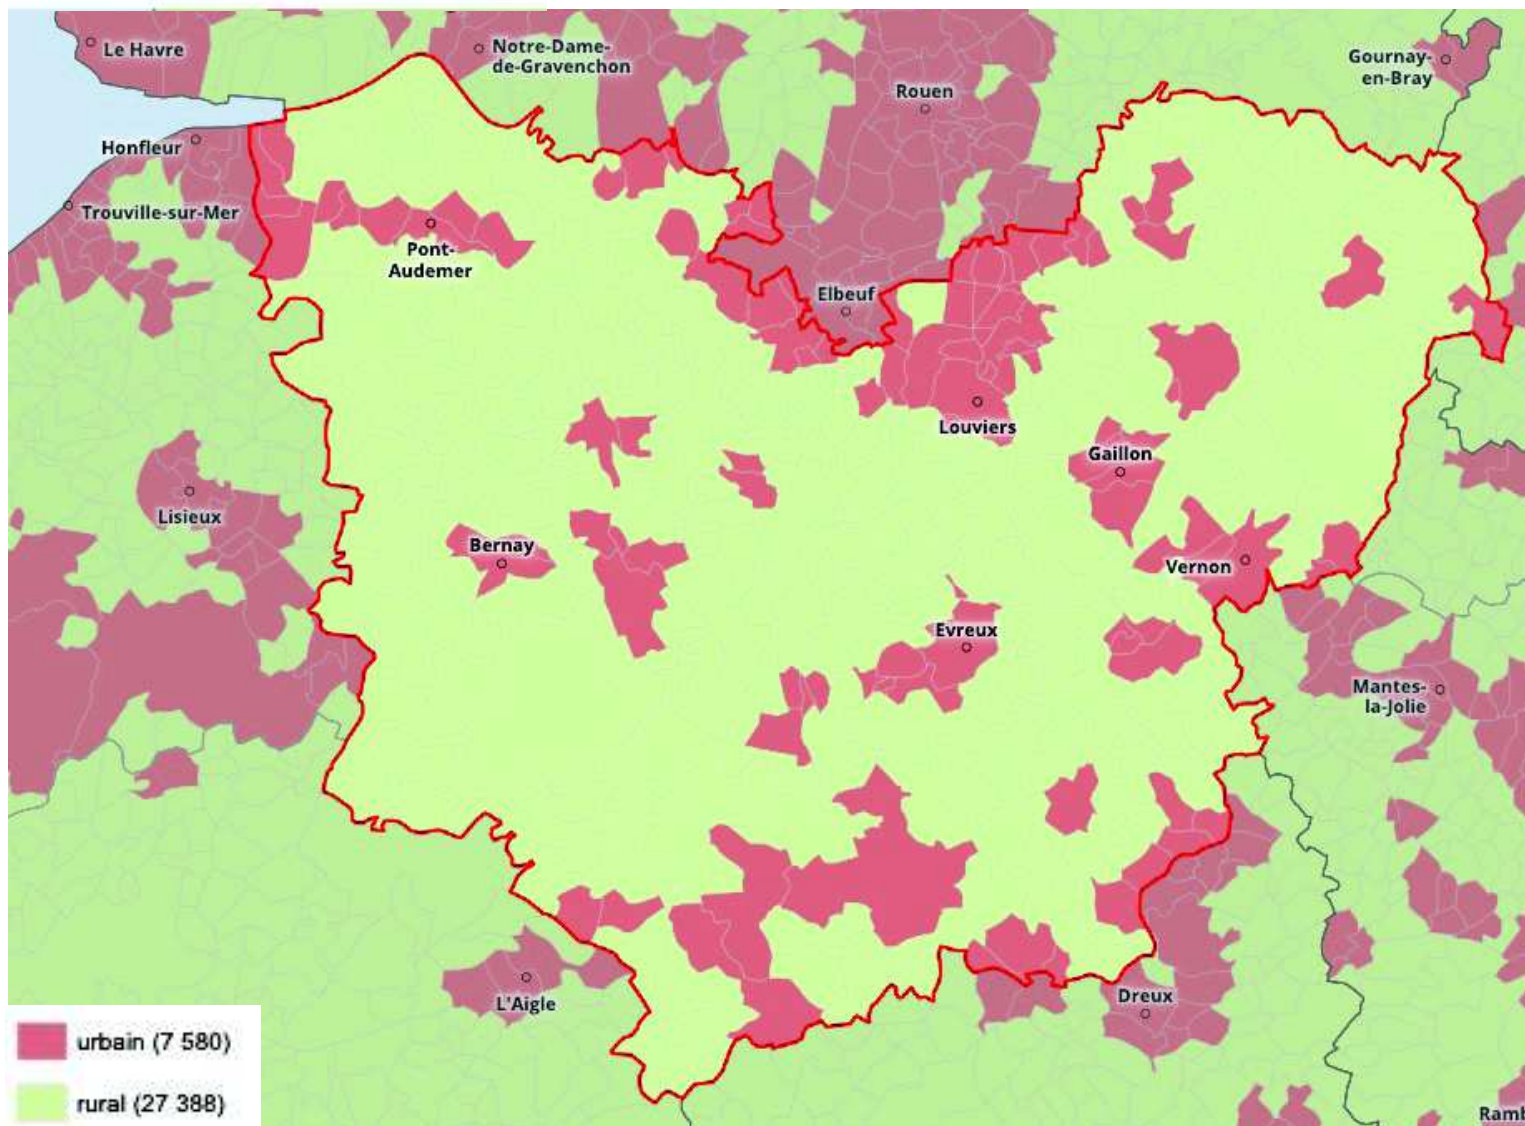 Le Havre
Notre-Dame-
de-Gravenchon
Gournay-
en-Bray
Rouen
Honfleur
Trouville-sur-Mer
Pont-
Audemer
Elbeuf
Louviers
Gaillon
Lisieux
Bernay
Vernon
Evreux
Mantes-
la-Jolie
Dreux
L'Aigle
urbain (7 580)
rural (27 388)
Ramb